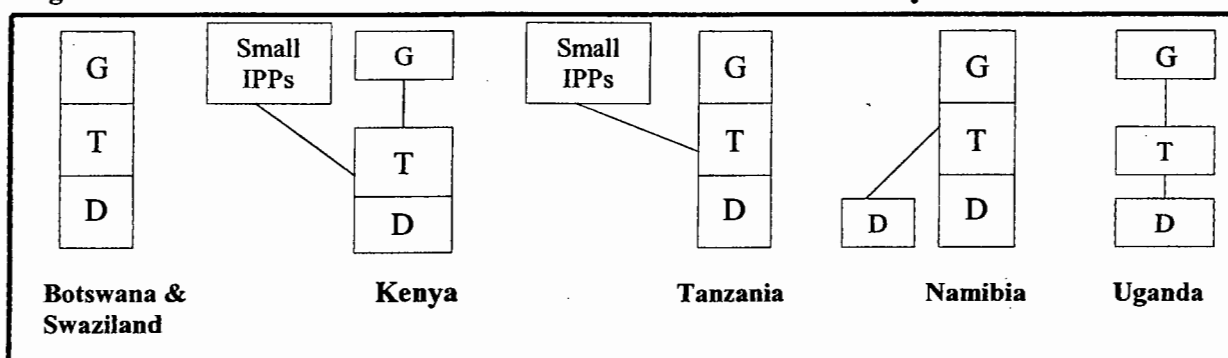 Small
IPPs
G
T
D
G
T
D
Small
IPPs
G
T
D
G
T
D
D
G
T
D
Botswana &
Swaziland
Kenya
Tanzania
Namibia
Uganda